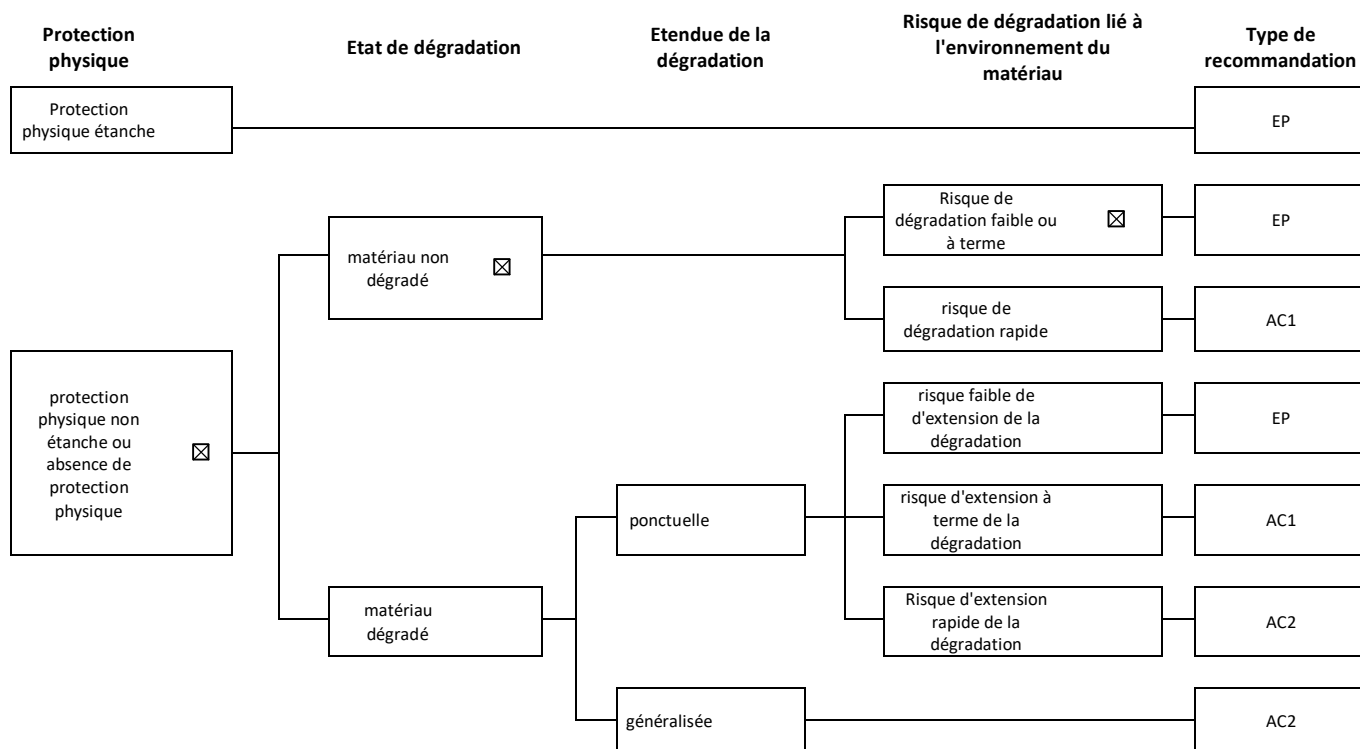 Protection
physique
Etat de dégradation
Etendue de la
dégradation
Risque de dégradation lié à
l'environnement du
matériau
Type de
recommandation
Protection
physique étanche
EP
Risque de
dégradation faible ou
à terme
EP
matériau non
dégradé
risque de
dégradation rapide
AC1
protection
physique non
étanche ou
absence de
protection
physique
risque faible de
d'extension de la
dégradation
EP
ponctuelle
risque d'extension à
terme de la
dégradation
AC1
matériau
dégradé
Risque d'extension
rapide de la
dégradation
AC2
généralisée
AC2